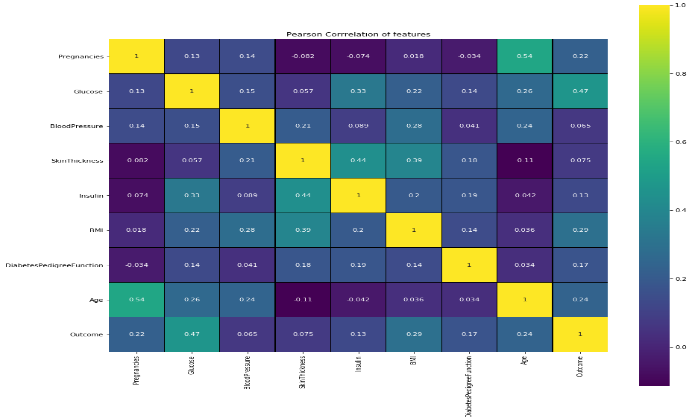 Pearson Corrrelation of features
Pregnancies 1 0.13 0.14 -0.082 -0.074 0.018 -0.034 0.54 0.22
Glucose 0.13 1 0.15 0.057 0.33 0.22 0.14 0.26 0.47
BloodPressure 0.14 0.15 1 0.21 0.089 0.28 0.041 0.24 0.065
SkinThickness -0.082 0.057 0.21 1 0.44 0.39 0.18 -0.11 0.075
Insulin -0.074 0.33 0.089 0.44 1 0.2 0.19 -0.042 0.13
BMI 0.018 0.22 0.28 0.39 0.2 1 0.14 0.036 0.29
DiabetesPedigreeFunction -0.034 0.14 0.041 0.18 0.19 0.14 1 0.034 0.17
Age 0.54 0.26 0.24 -0.11 -0.042 0.036 0.034 1 0.24
Outcome 0.22 0.47 0.065 0.075 0.13 0.29 0.17 0.24 1
Pregnancies Glucose BloodPressure SkinThickness Insulin BMI DiabetesPedigreeFunction Age Outcome
1.0
0.8
0.6
0.4
0.2
0.0